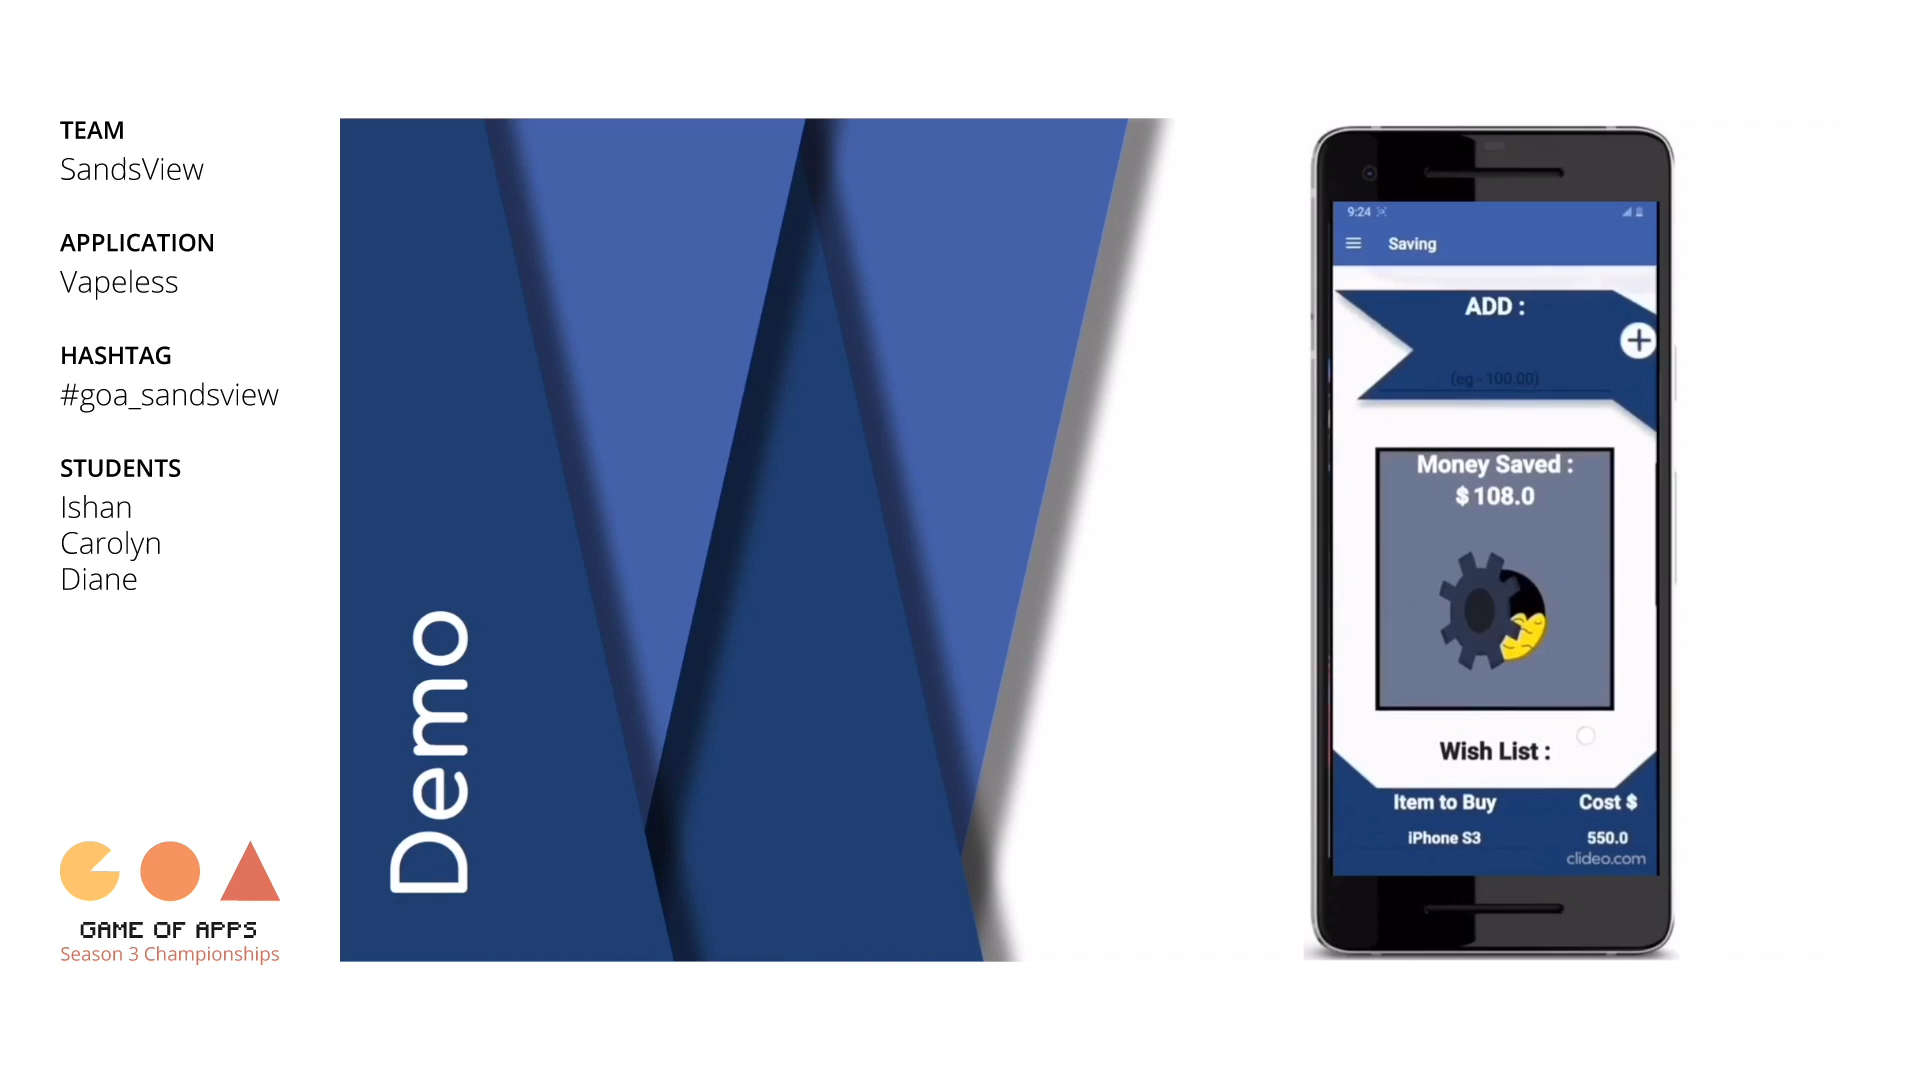 TEAM
SandsView
APPLICATION
Vapeless
HASHTAG
#goa_sandsview
STUDENTS
Ishan
Carolyn
Diane
GAME OF APPS
Season 3 Championships
Demo
9:24
Saving
ADD :
(eg - 100.00)
Money Saved :
$ 108.0
Wish List :
Item to Buy Cost $
iPhone S3 550.0
clideo.com